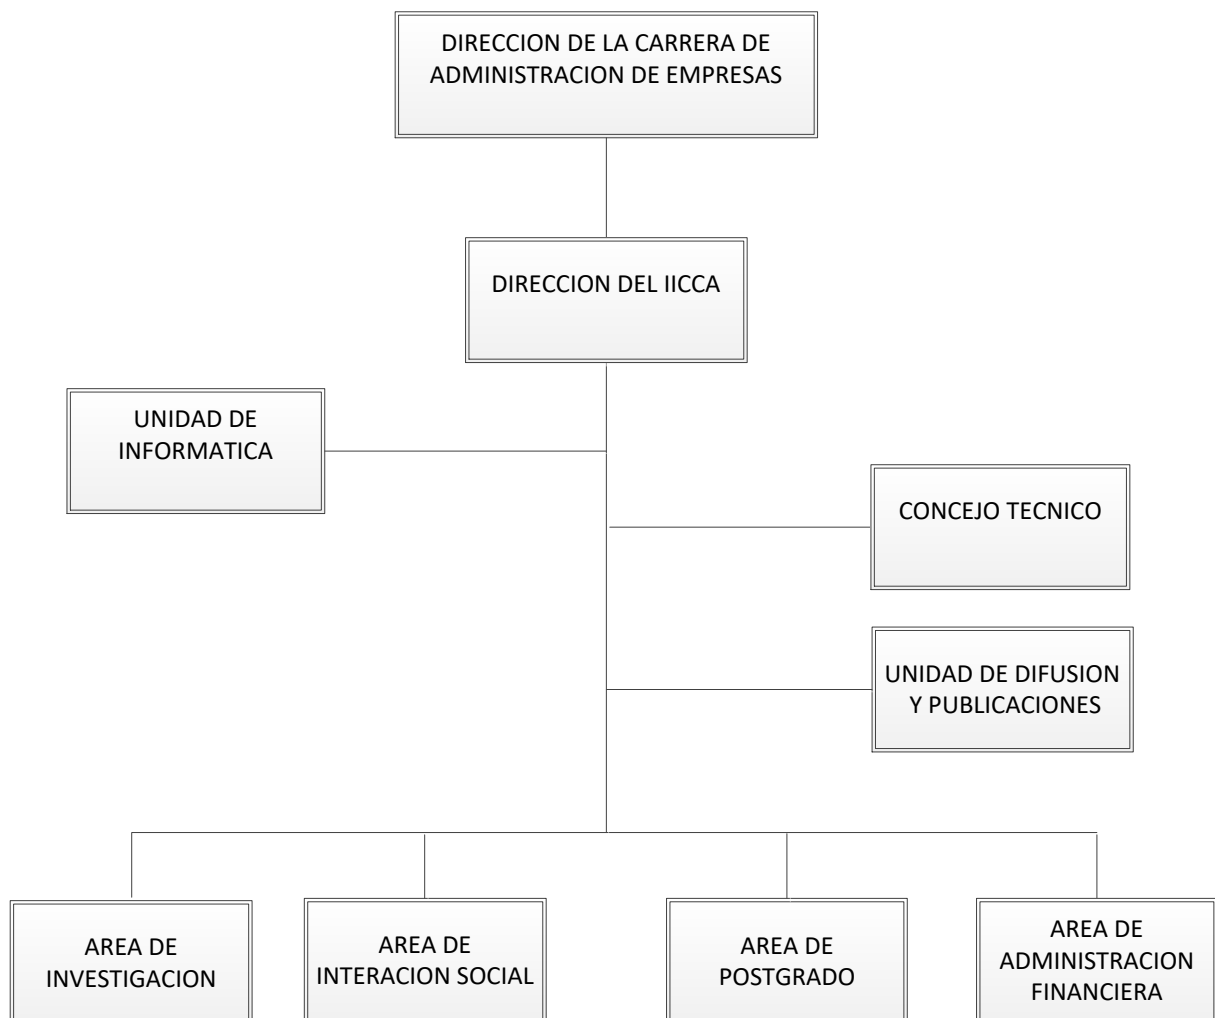 DIRECCION DE LA CARRERA DE
ADMINISTRACION DE EMPRESAS
DIRECCION DEL IICCA
UNIDAD DE
INFORMATICA
CONCEJO TECNICO
UNIDAD DE DIFUSION
Y PUBLICACIONES
AREA DE
INVESTIGACION
AREA DE
INTERACION SOCIAL
AREA DE
POSTGRADO
AREA DE
ADMINISTRACION
FINANCIERA